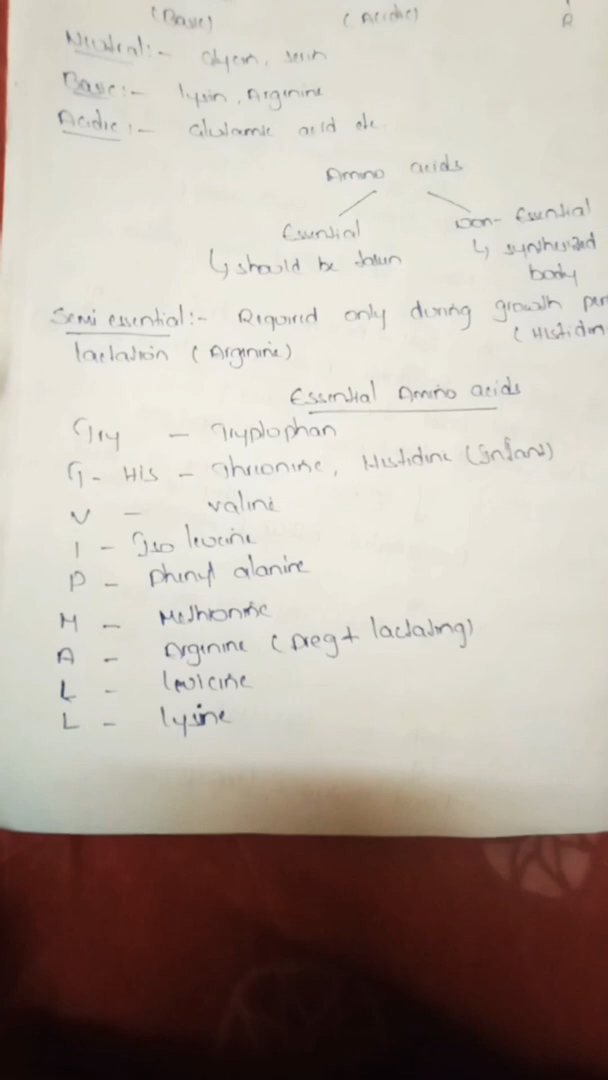 (Basic) (Acidic) R
Neutral:- Glycin, serin
Basic:- lysin, Arginine
Acidic:- Glutamic acid etc.
Amino acids
Essential Non-Essential
↳ should be taken ↳ synthesized
body
Semi essential:- Required only during growth per
lactation (Arginine) (Histidin
Essential Amino acids
Try - Tryptophan
T- His - Threonine, Histidine (infans)
V - valine
I - Iso leucine
P - Phenyl alanine
M - Methionine
A - Arginine (preg + lactating)
L - leulcine
L - lysine